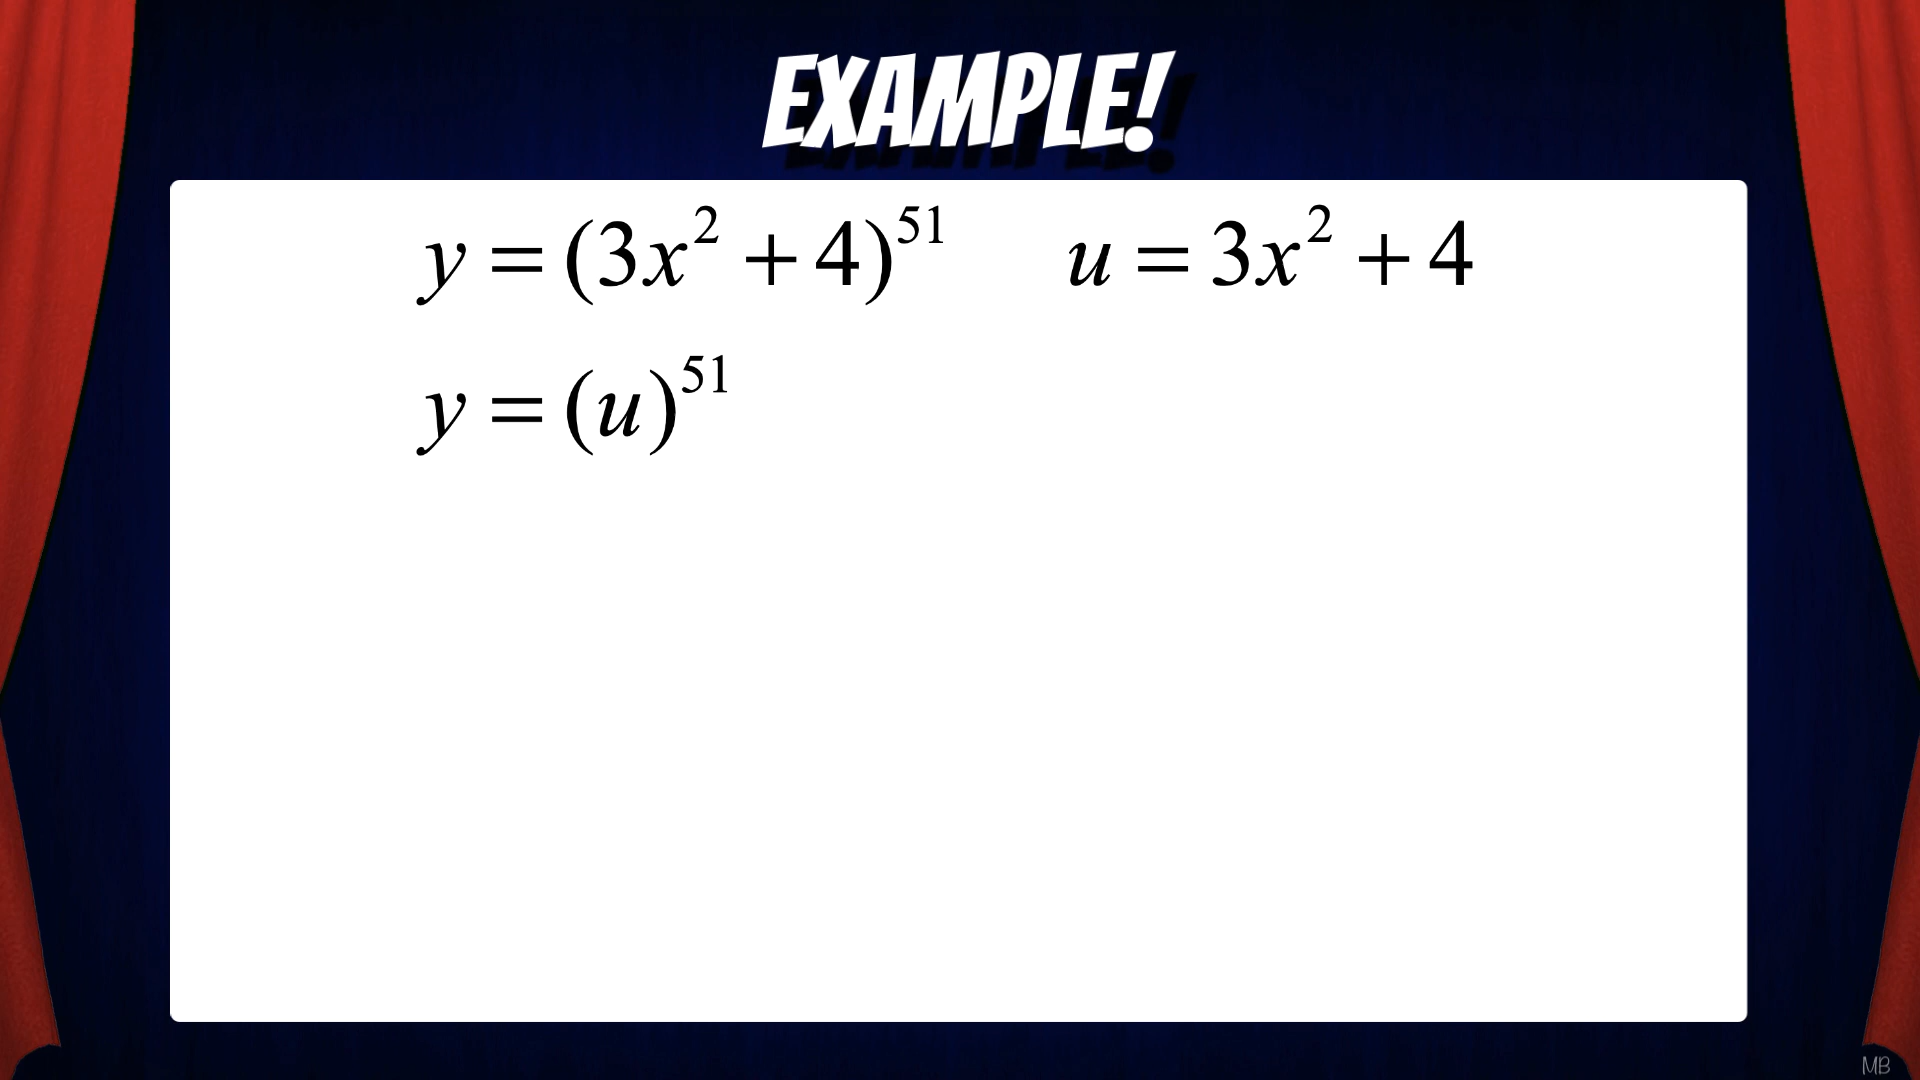 EXAMPLE!
y = (3x² + 4)⁵¹ u = 3x² + 4
y = (u)⁵¹
MB